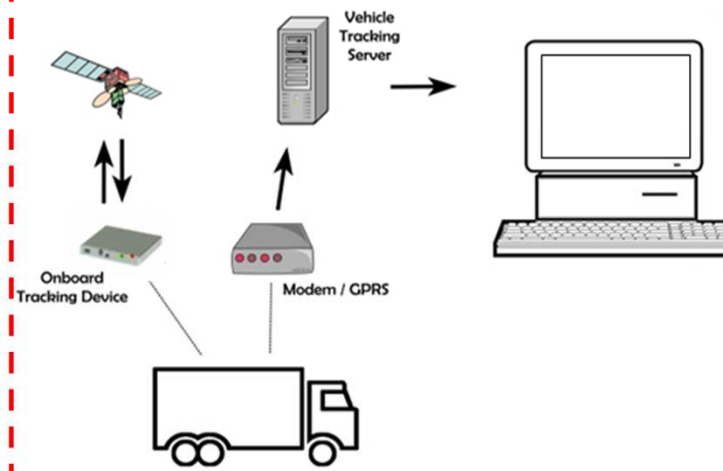 Vehicle
Tracking
Server
Onboard
Tracking Device
Modem / GPRS